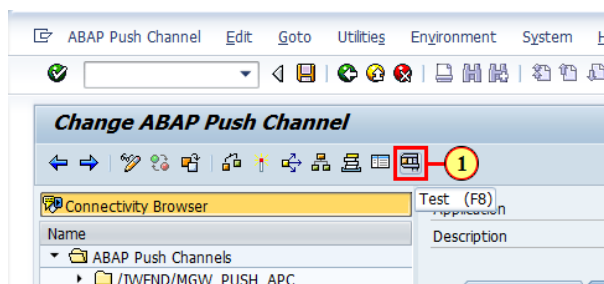 ABAP Push Channel Edit Goto Utilities Environment System
Change ABAP Push Channel
1
Connectivity Browser
Test (F8)
Name
Description
ABAP Push Channels
/IWFND/MGW_PUSH_APC